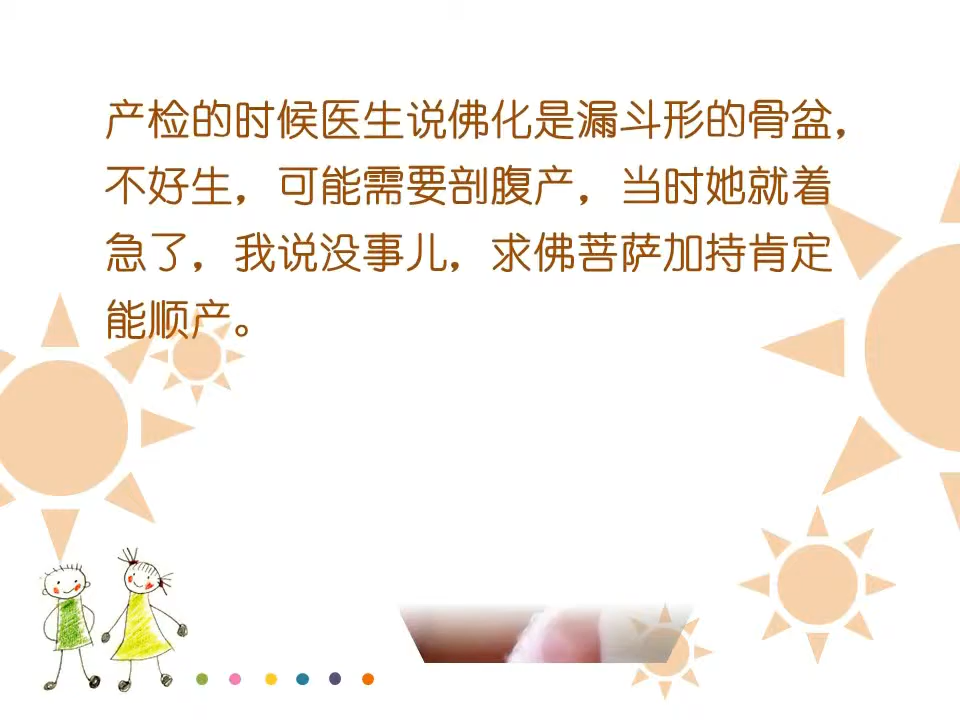 产检的时候医生说佛化是漏斗形的骨盆，
不好生，可能需要剖腹产，当时她就着
急了，我说没事儿，求佛菩萨加持肯定
能顺产。